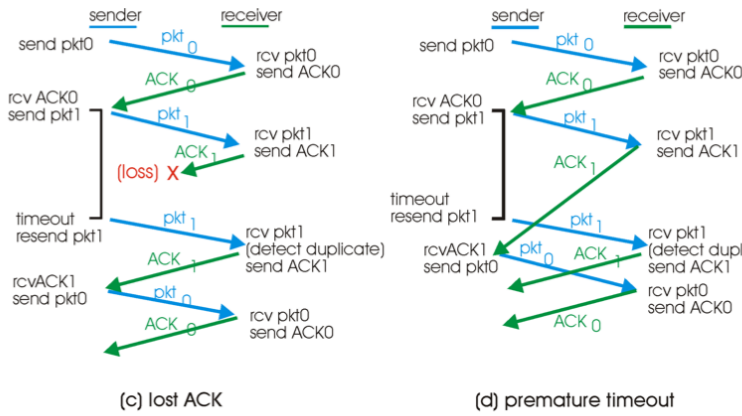 sender
receiver
send pkt0
pkt 0
rcv pkt0
send ACK0
ACK 0
rcv ACK0
send pkt1
pkt 1
rcv pkt1
send ACK1
ACK 1
(loss) X
timeout
resend pkt1
pkt 1
rcv pkt1
(detect duplicate)
send ACK1
ACK 1
rcvACK1
send pkt0
pkt 0
rcv pkt0
send ACK0
ACK 0
(c) lost ACK
sender
receiver
send pkt0
pkt 0
rcv pkt0
send ACK0
ACK 0
rcv ACK0
send pkt1
pkt 1
rcv pkt1
send ACK1
ACK 1
timeout
resend pkt1
pkt 1
rcv pkt1
(detect dupl
send ACK1
ACK 1
rcvACK1
send pkt0
pkt 0
rcv pkt0
send ACK0
ACK 0
(d) premature timeout